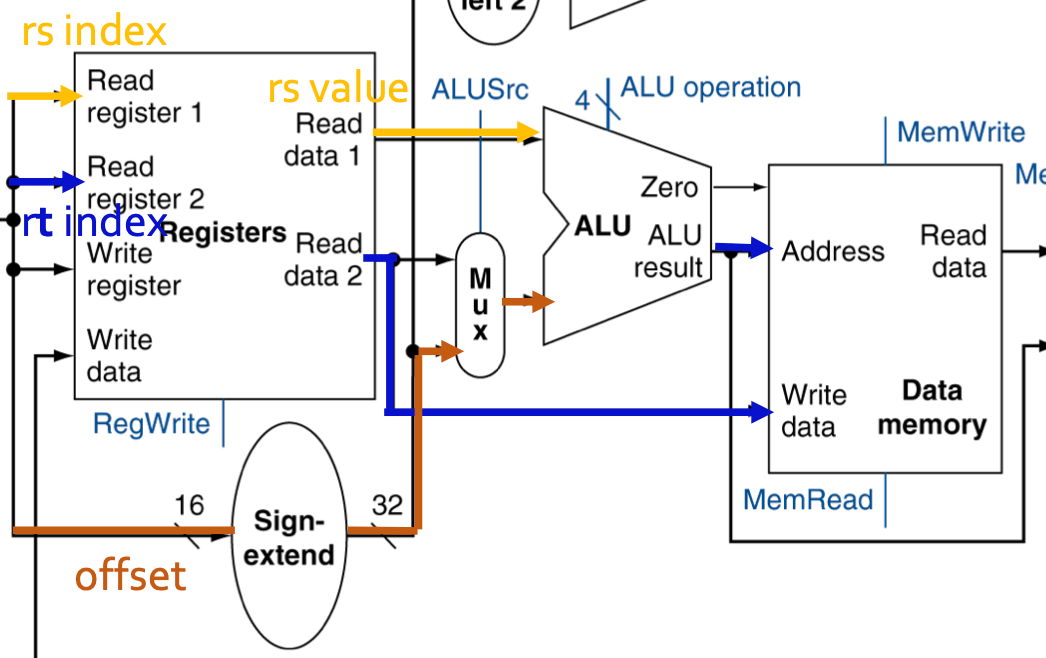 left 2
rs index
Read
register 1
rs value
Read
data 1
ALUSrc
4
ALU operation
MemWrite
Me
Read
register 2
rt index
Registers
Write
register
Read
data 2
Write
data
RegWrite
M
u
x
Zero
ALU
ALU
result
Address
Read
data
Write
data
Data
memory
MemRead
16
Sign-
extend
32
offset